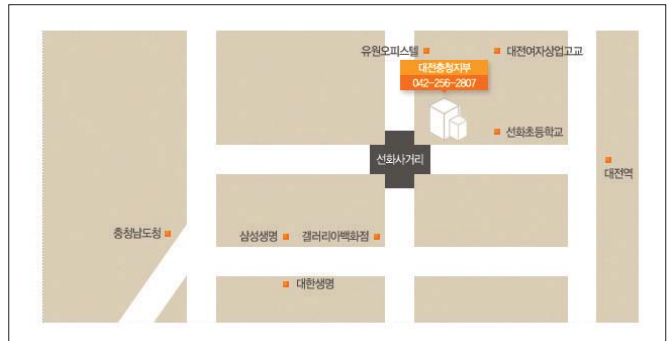 유원오피스텔
대전여자상업고교
대전충청지부
042-256-2807
선화초등학교
선화사거리
대전역
충청남도청
삼성생명
갤러리아백화점
대한생명